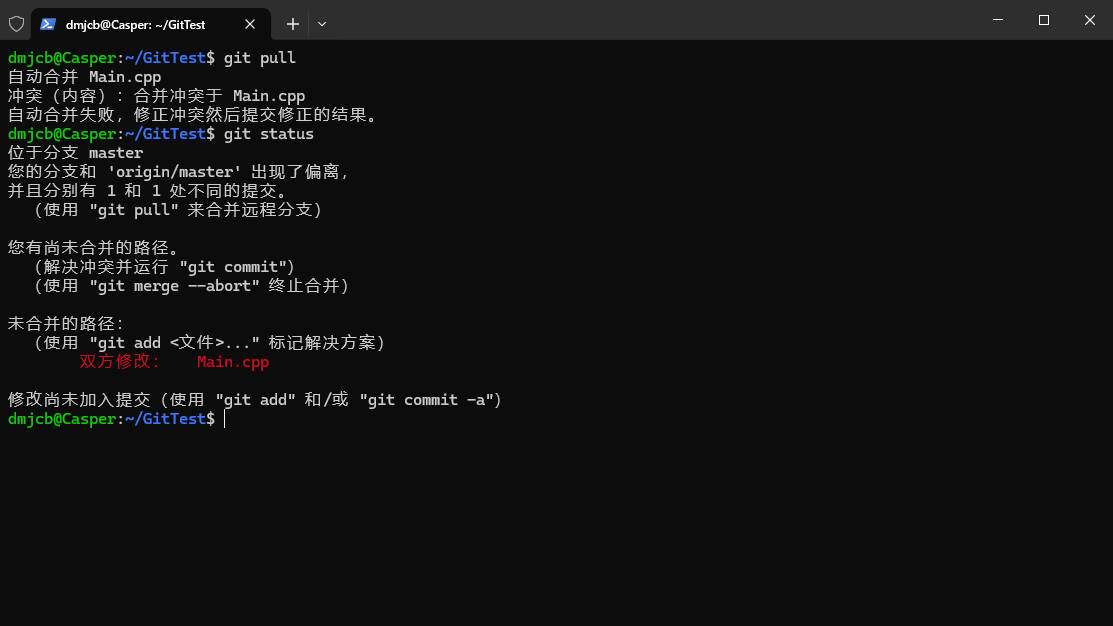 dmjcb@Casper: ~/GitTest
dmjcb@Casper:~/GitTest$ git pull
自动合并 Main.cpp
冲突（内容）：合并冲突于 Main.cpp
自动合并失败，修正冲突然后提交修正的结果。
dmjcb@Casper:~/GitTest$ git status
位于分支 master
您的分支和 'origin/master' 出现了偏离，
并且分别有 1 和 1 处不同的提交。
（使用 "git pull" 来合并远程分支）
您有尚未合并的路径。
（解决冲突并运行 "git commit"）
（使用 "git merge --abort" 终止合并）
未合并的路径：
（使用 "git add <文件>..." 标记解决方案）
双方修改： Main.cpp
修改尚未加入提交（使用 "git add" 和/或 "git commit -a"）
dmjcb@Casper:~/GitTest$